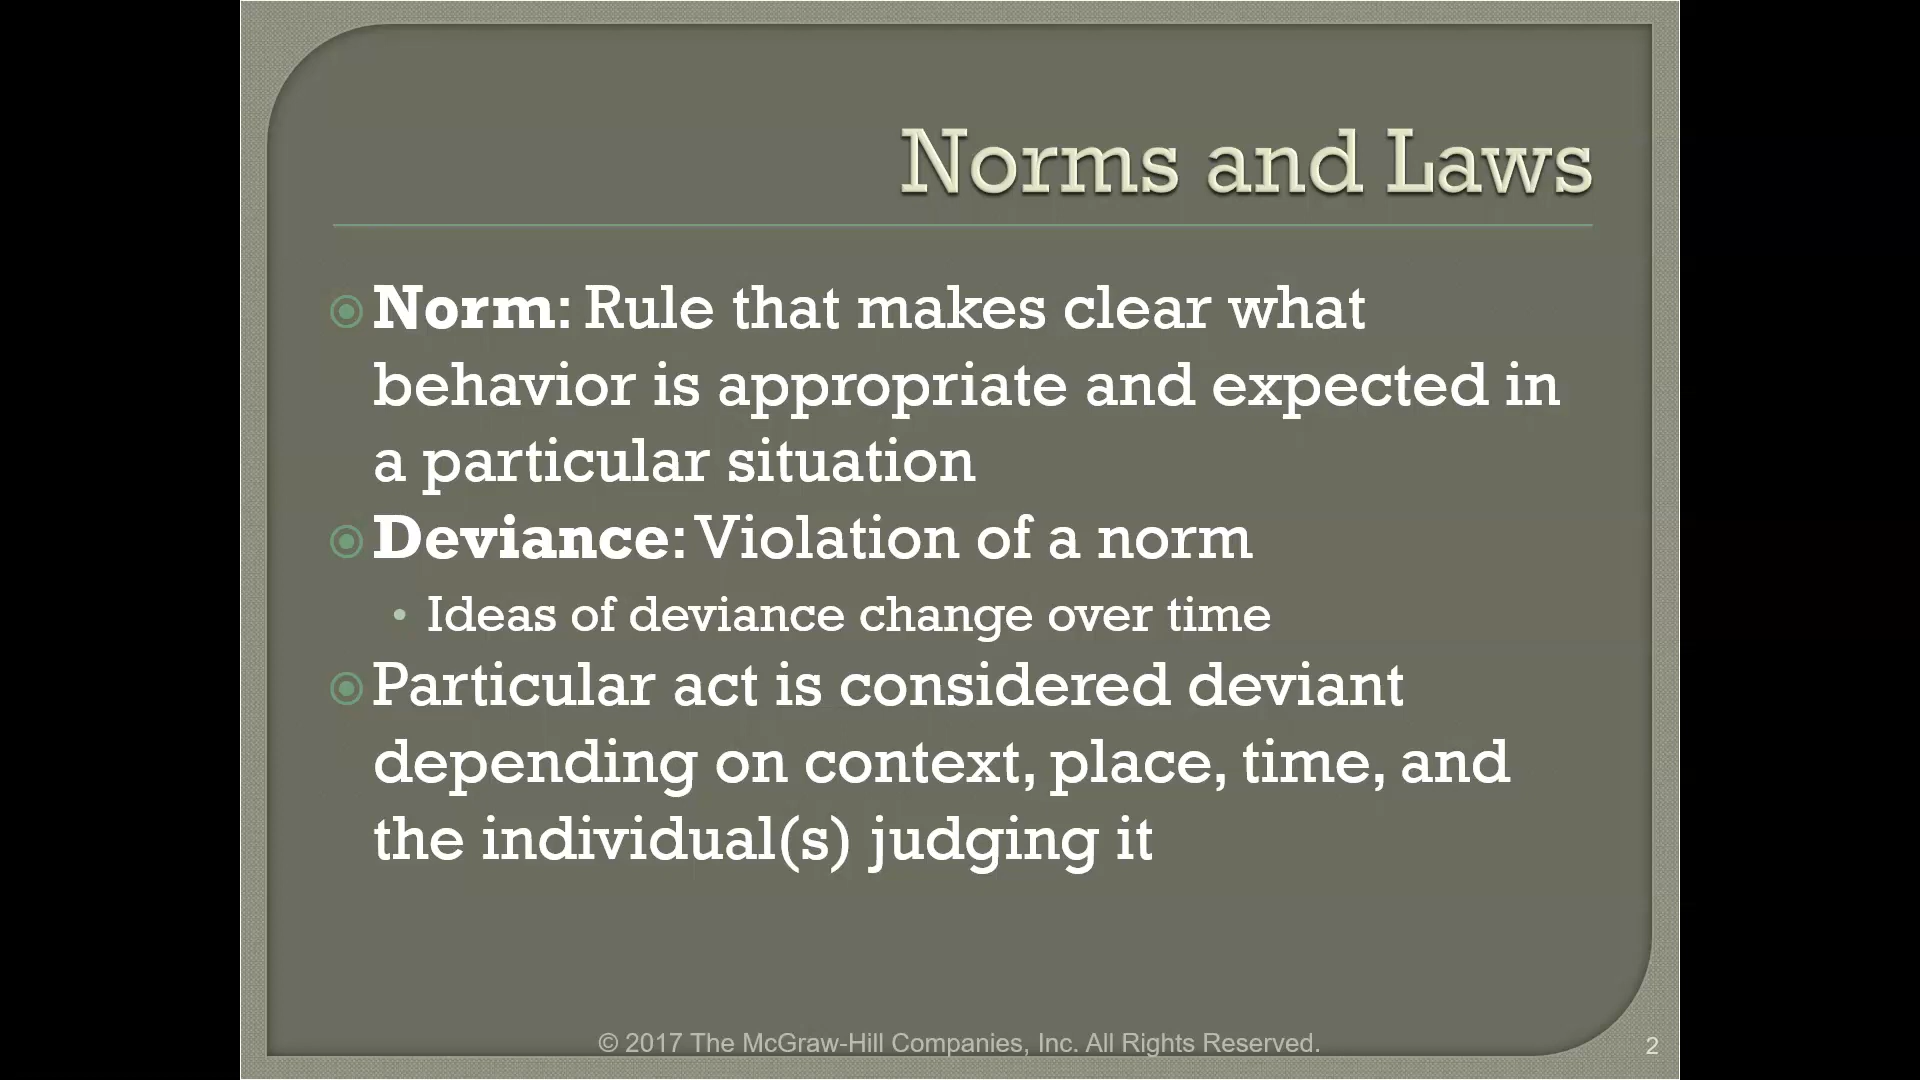 Norms and Laws
Norm: Rule that makes clear what
behavior is appropriate and expected in
a particular situation
Deviance: Violation of a norm
• Ideas of deviance change over time
Particular act is considered deviant
depending on context, place, time, and
the individual(s) judging it
© 2017 The McGraw-Hill Companies, Inc. All Rights Reserved.
2